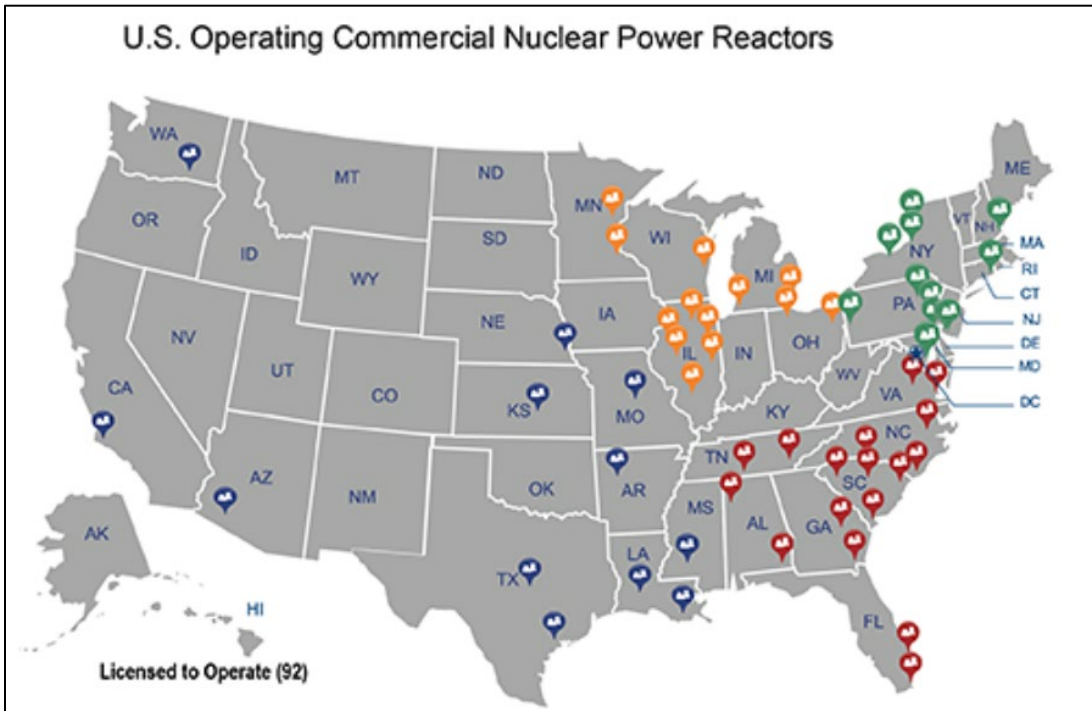 U.S. Operating Commercial Nuclear Power Reactors
WA
MT
ND
MN
ME
OR
ID
SD
WI
MI
NY
VT
NH
MA
RI
CT
WY
IA
PA
NJ
NE
NV
UT
CO
IL
IN
OH
DE
MD
DC
CA
KS
MO
WV
VA
KY
AZ
NM
OK
AR
TN
NC
SC
MS
AL
GA
AK
TX
LA
FL
HI
Licensed to Operate (92)